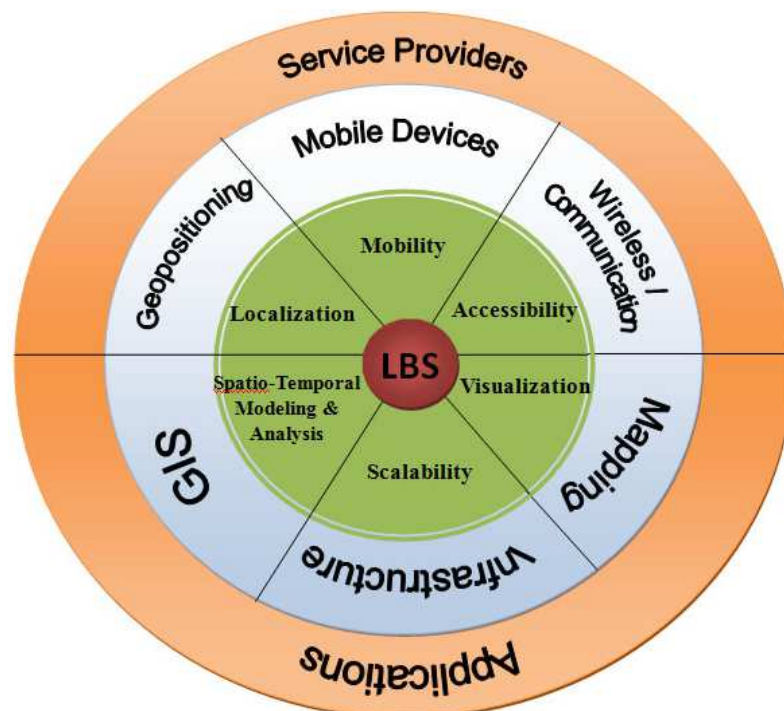 Service Providers
Mobile Devices
Geopositioning
Wireless /
Communication
Mobility
Localization
Accessibility
LBS
Spatio-Temporal
Modeling &
Analysis
Visualization
Scalability
GIS
Mapping
Infrastructure
Applications